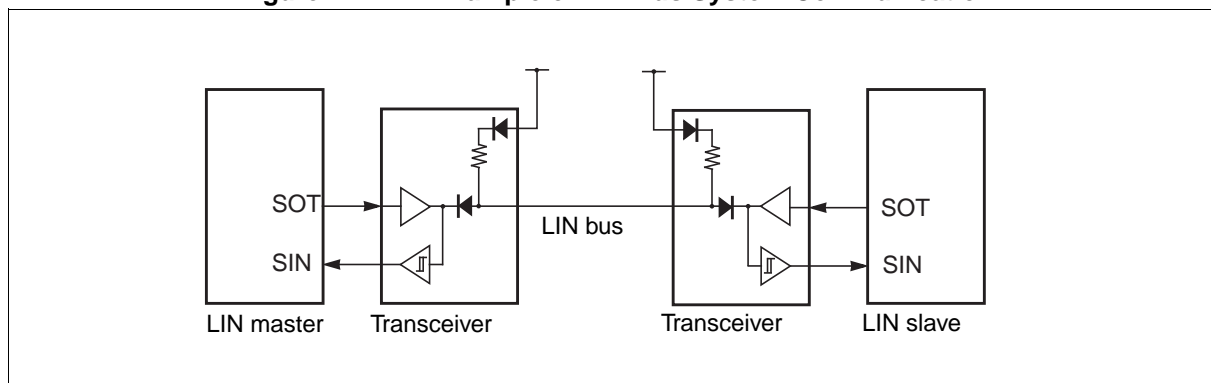 SOT
SIN
LIN master
Transceiver
LIN bus
Transceiver
SOT
SIN
LIN slave